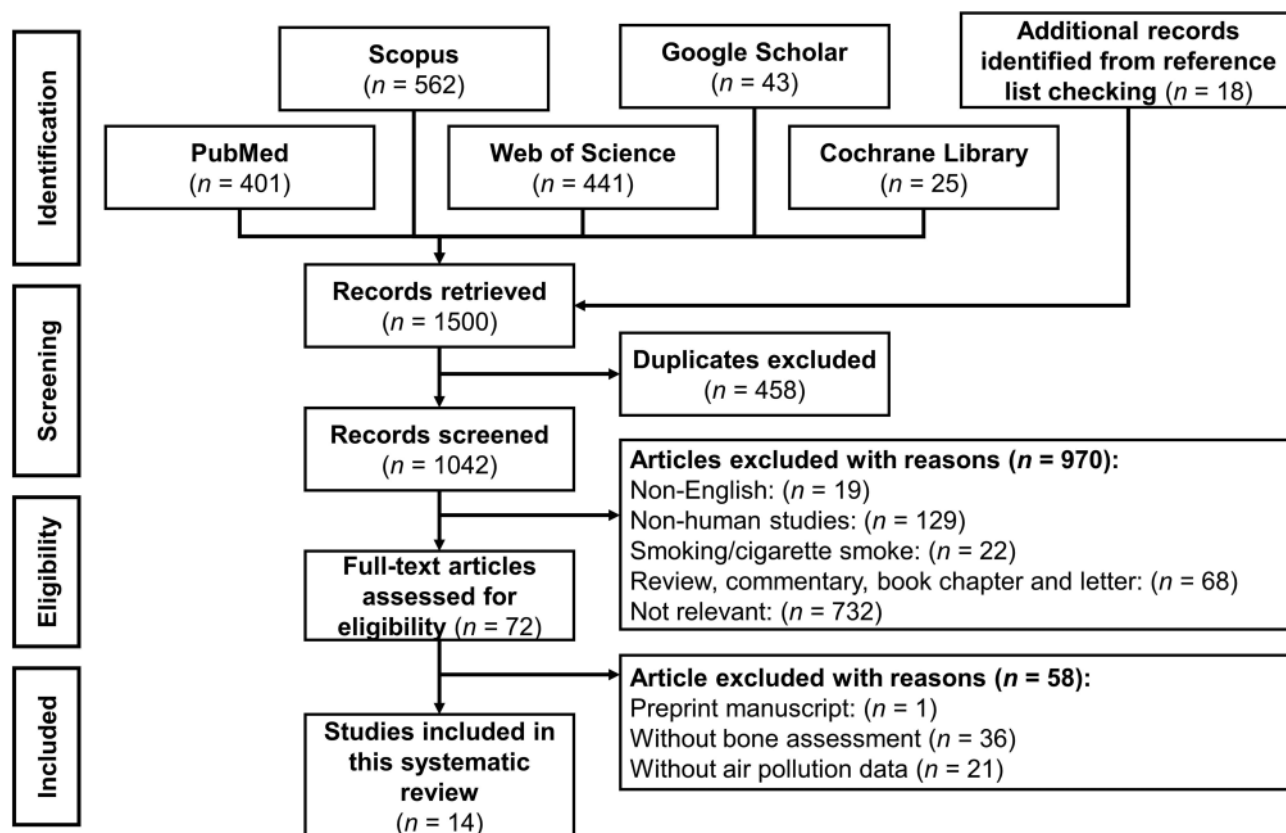 Identification
Scopus
(n = 562)
Google Scholar
(n = 43)
Additional records
identified from reference
list checking (n = 18)
PubMed
(n = 401)
Web of Science
(n = 441)
Cochrane Library
(n = 25)
Screening
Records retrieved
(n = 1500)
Duplicates excluded
(n = 458)
Records screened
(n = 1042)
Articles excluded with reasons (n = 970):
Non-English: (n = 19)
Non-human studies: (n = 129)
Smoking/cigarette smoke: (n = 22)
Review, commentary, book chapter and letter: (n = 68)
Not relevant: (n = 732)
Eligibility
Full-text articles
assessed for
eligibility (n = 72)
Article excluded with reasons (n = 58):
Preprint manuscript: (n = 1)
Without bone assessment (n = 36)
Without air pollution data (n = 21)
Included
Studies included in
this systematic
review
(n = 14)